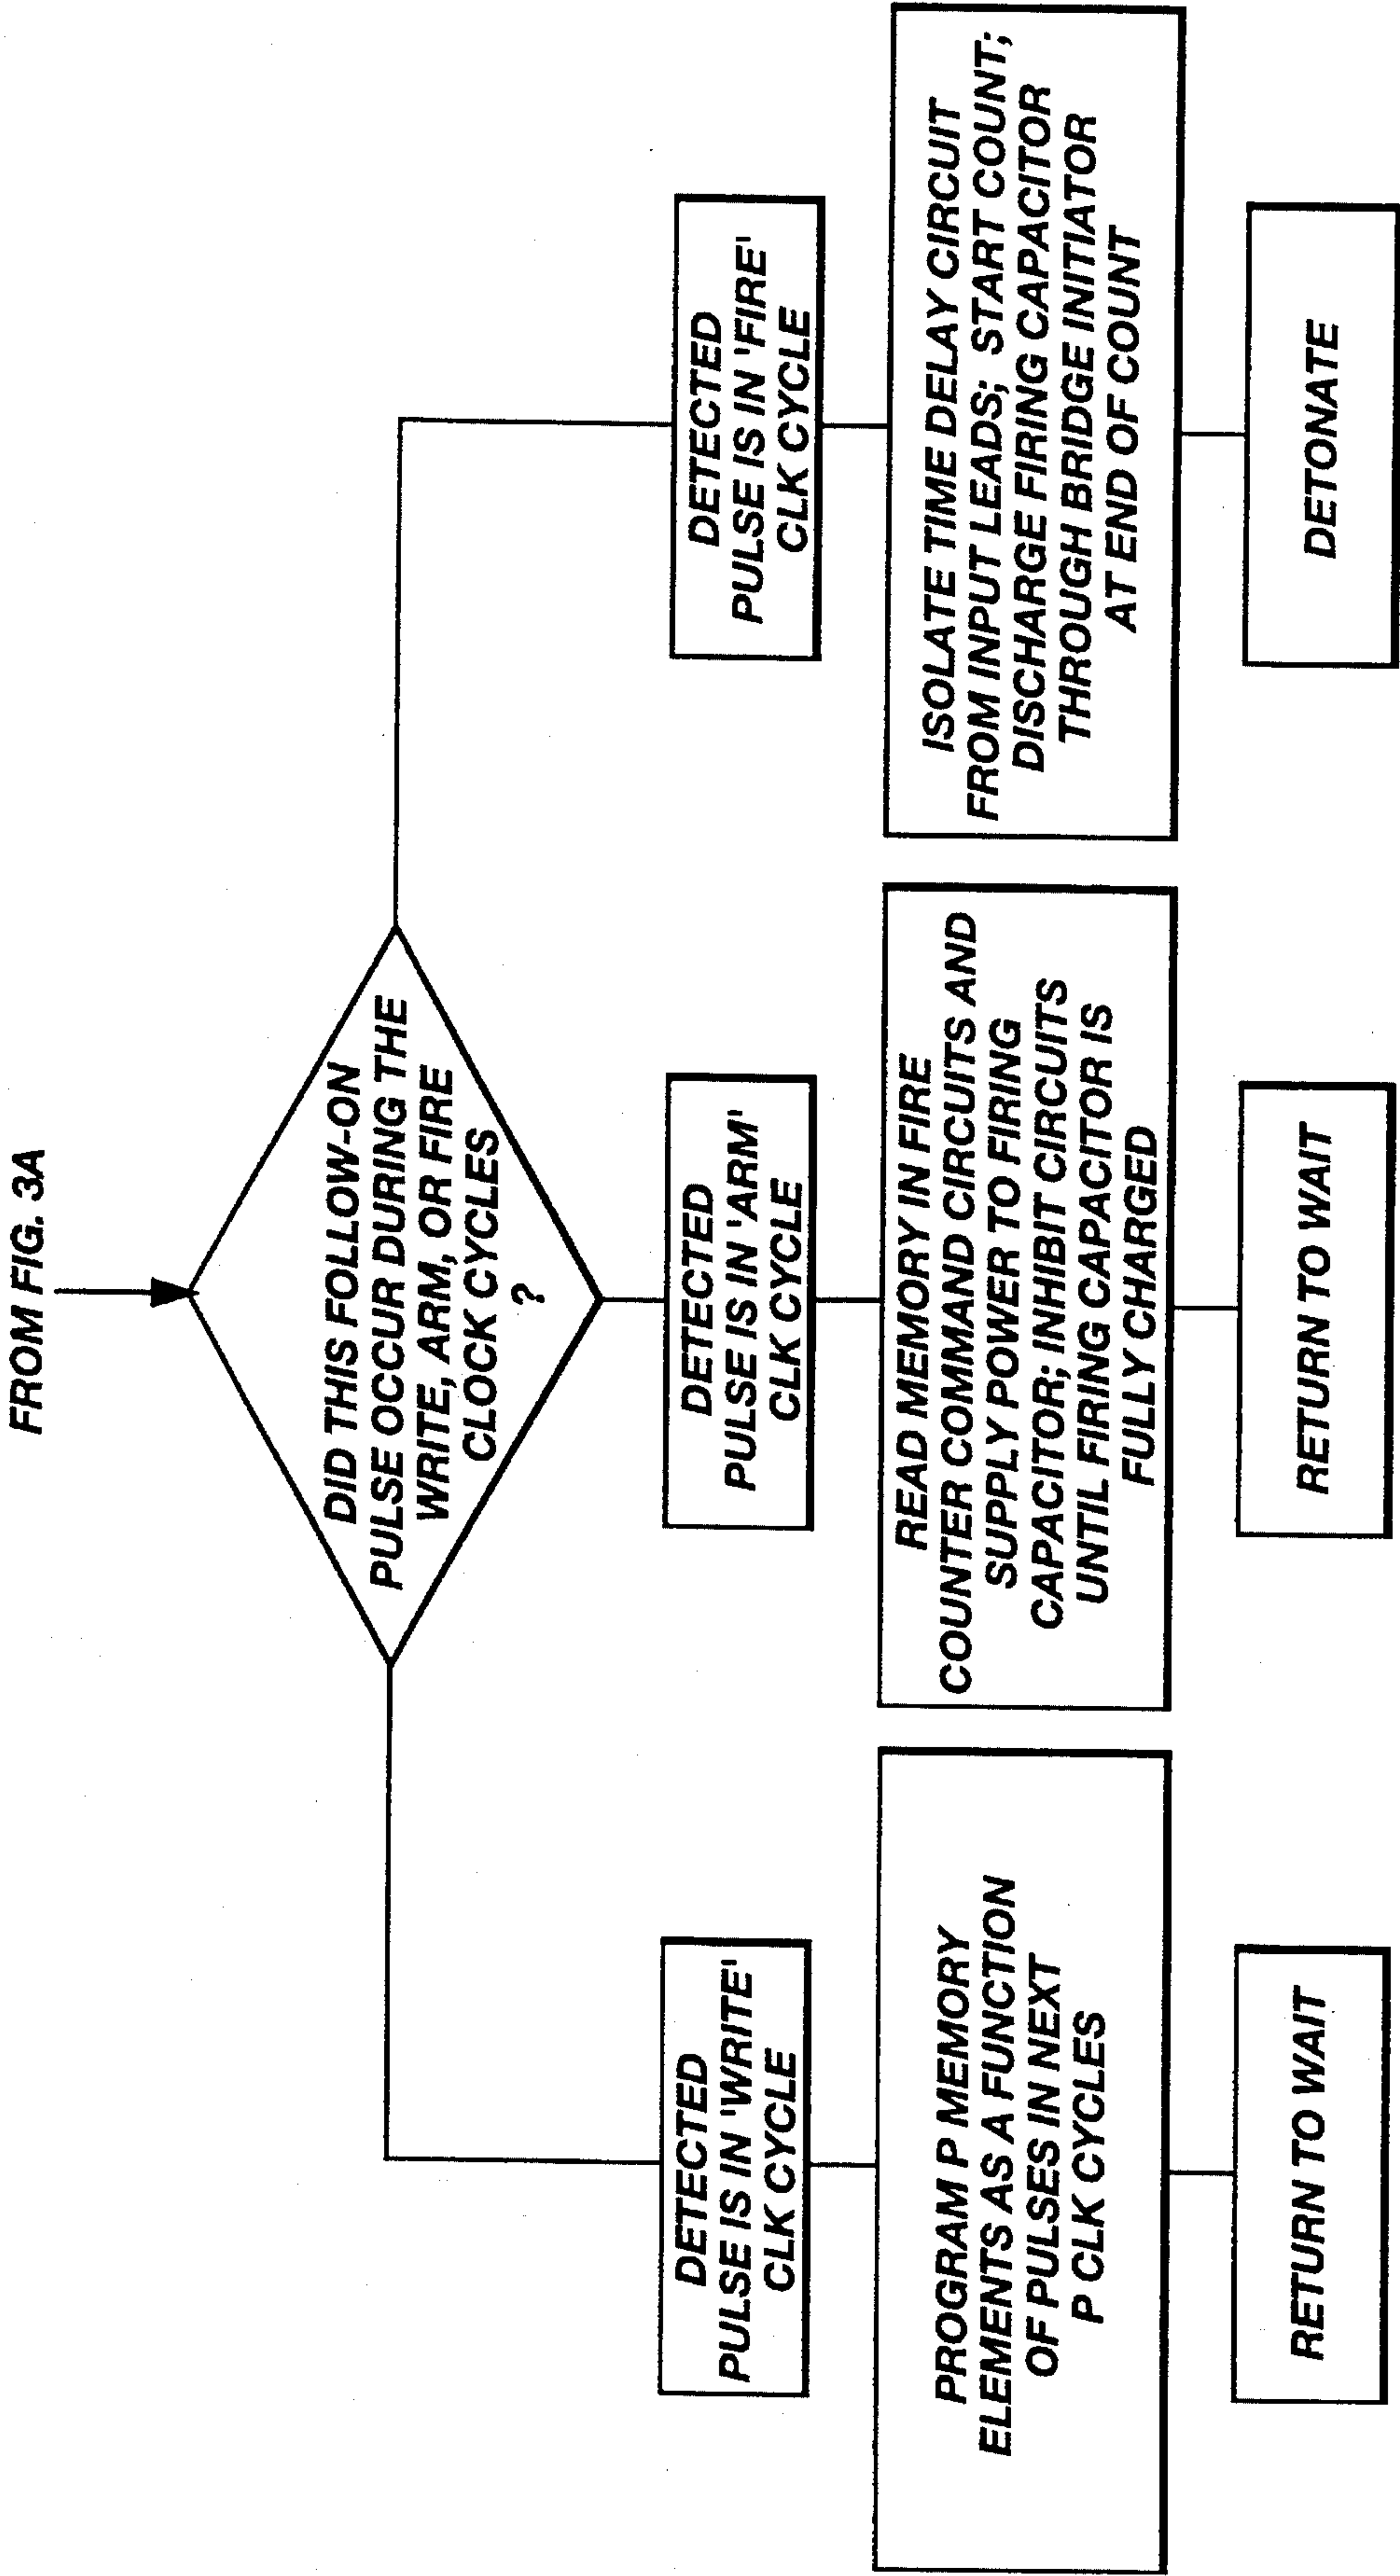 FROM FIG. 3A
DID THIS FOLLOW-ON
PULSE OCCUR DURING THE
WRITE, ARM, OR FIRE
CLOCK CYCLES
?
DETECTED
PULSE IS IN 'WRITE'
CLK CYCLE
PROGRAM P MEMORY
ELEMENTS AS A FUNCTION
OF PULSES IN NEXT
P CLK CYCLES
RETURN TO WAIT
DETECTED
PULSE IS IN 'ARM'
CLK CYCLE
READ MEMORY IN FIRE
COUNTER COMMAND CIRCUITS AND
SUPPLY POWER TO FIRING
CAPACITOR; INHIBIT CIRCUITS
UNTIL FIRING CAPACITOR IS
FULLY CHARGED
RETURN TO WAIT
DETECTED
PULSE IS IN 'FIRE'
CLK CYCLE
ISOLATE TIME DELAY CIRCUIT
FROM INPUT LEADS; START COUNT;
DISCHARGE FIRING CAPACITOR
THROUGH BRIDGE INITIATOR
AT END OF COUNT
DETONATE